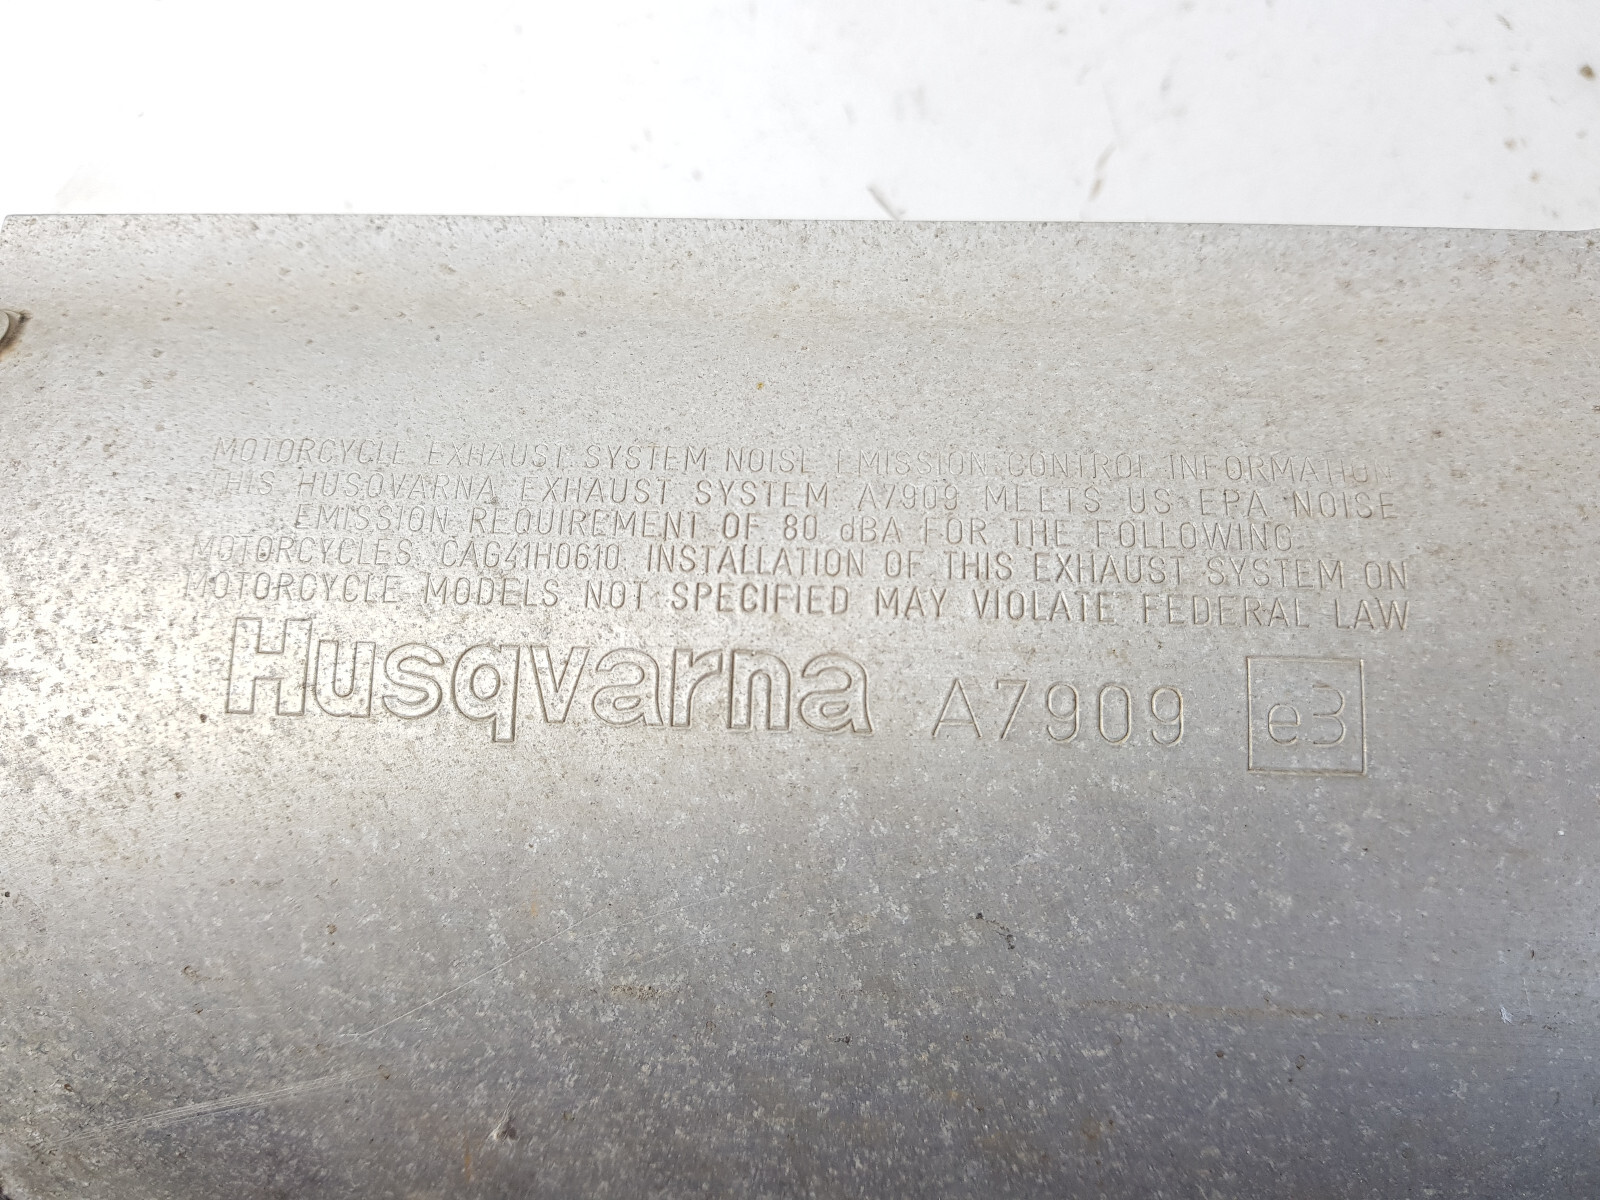 MOTORCYCLE EXHAUST SYSTEM NOISE EMISSION CONTROL INFORMATION
THIS HUSQVARNA EXHAUST SYSTEM A7909 MEETS US EPA NOISE
EMISSION REQUIREMENT OF 80 dBA FOR THE FOLLOWING
MOTORCYCLES CAG41H0610. INSTALLATION OF THIS EXHAUST SYSTEM ON
MOTORCYCLE MODELS NOT SPECIFIED MAY VIOLATE FEDERAL LAW
Husqvarna A7909 e3